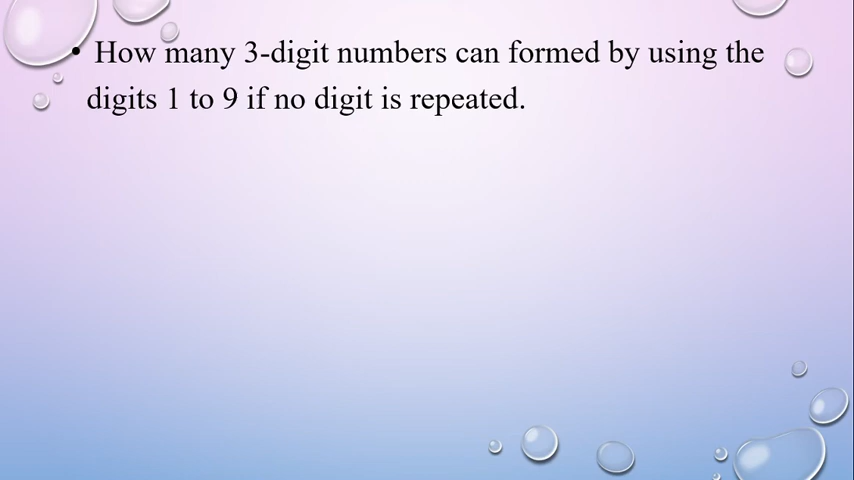 • How many 3-digit numbers can formed by using the
digits 1 to 9 if no digit is repeated.